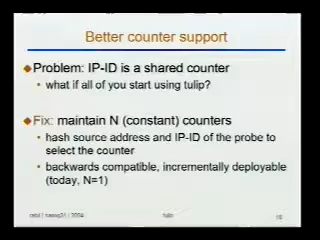 Better counter support
Problem: IP-ID is a shared counter
• what if all of you start using tulip?
Fix: maintain N (constant) counters
• hash source address and IP-ID of the probe to
select the counter
• backwards compatible, incrementally deployable
(today, N=1)
2004
tulip